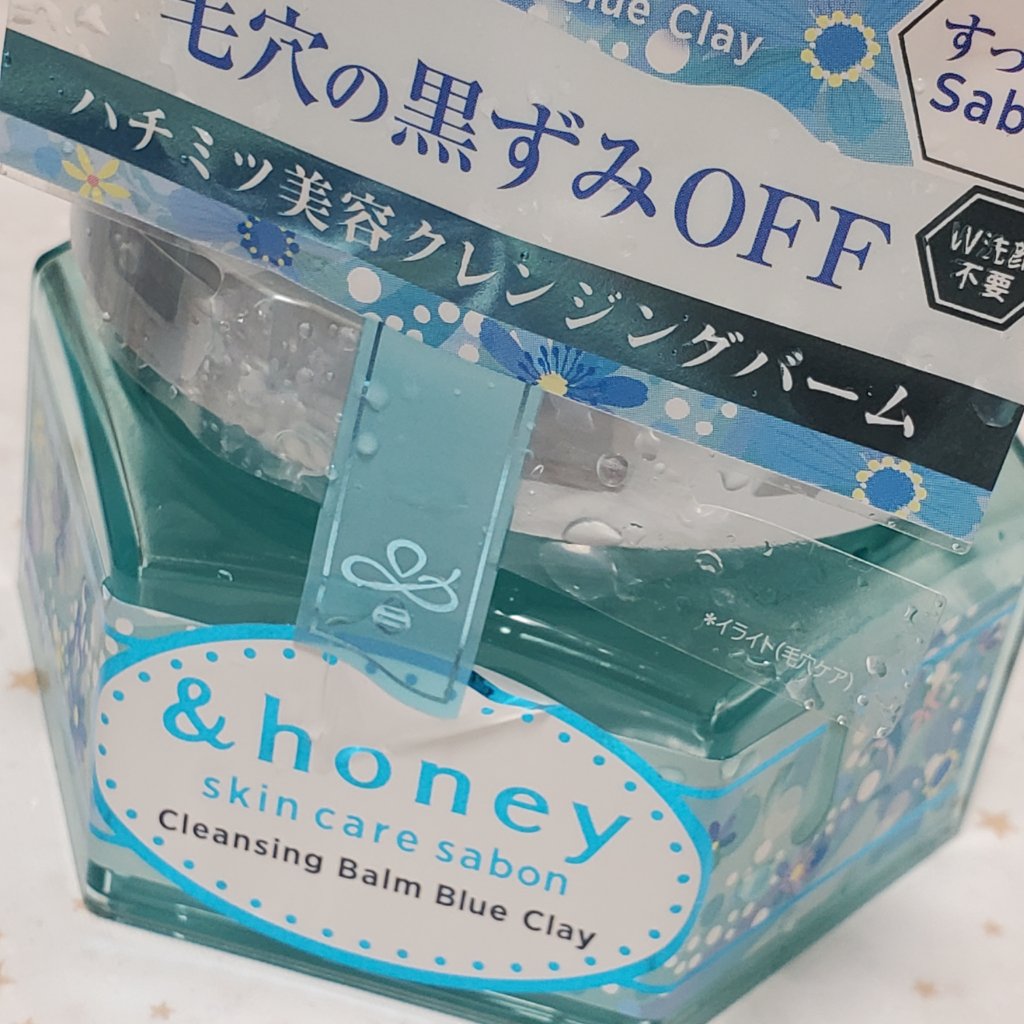 Blue Clay
すっ
Sab
毛穴の黒ずみOFF
W洗顔
不要
ハチミツ美容クレンジングバーム
*イライト(毛穴ケア)
&honey
skin care sabon
Cleansing Balm Blue Clay